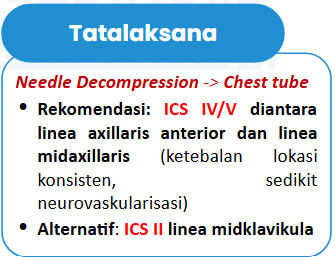 Tatalaksana
Needle Decompression -> Chest tube
• Rekomendasi: ICS IV/V diantara
linea axillaris anterior dan linea
midaxillaris (ketebalan lokasi
konsisten, sedikit
neurovaskularisasi)
• Alternatif: ICS II linea midklavikula